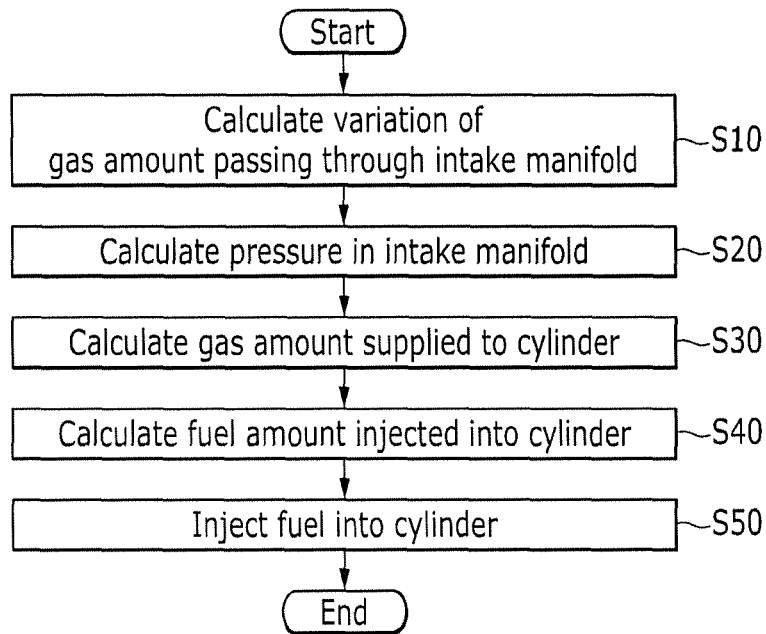 Start
Calculate variation of
gas amount passing through intake manifold
S10
Calculate pressure in intake manifold
S20
Calculate gas amount supplied to cylinder
S30
Calculate fuel amount injected into cylinder
S40
Inject fuel into cylinder
S50
End